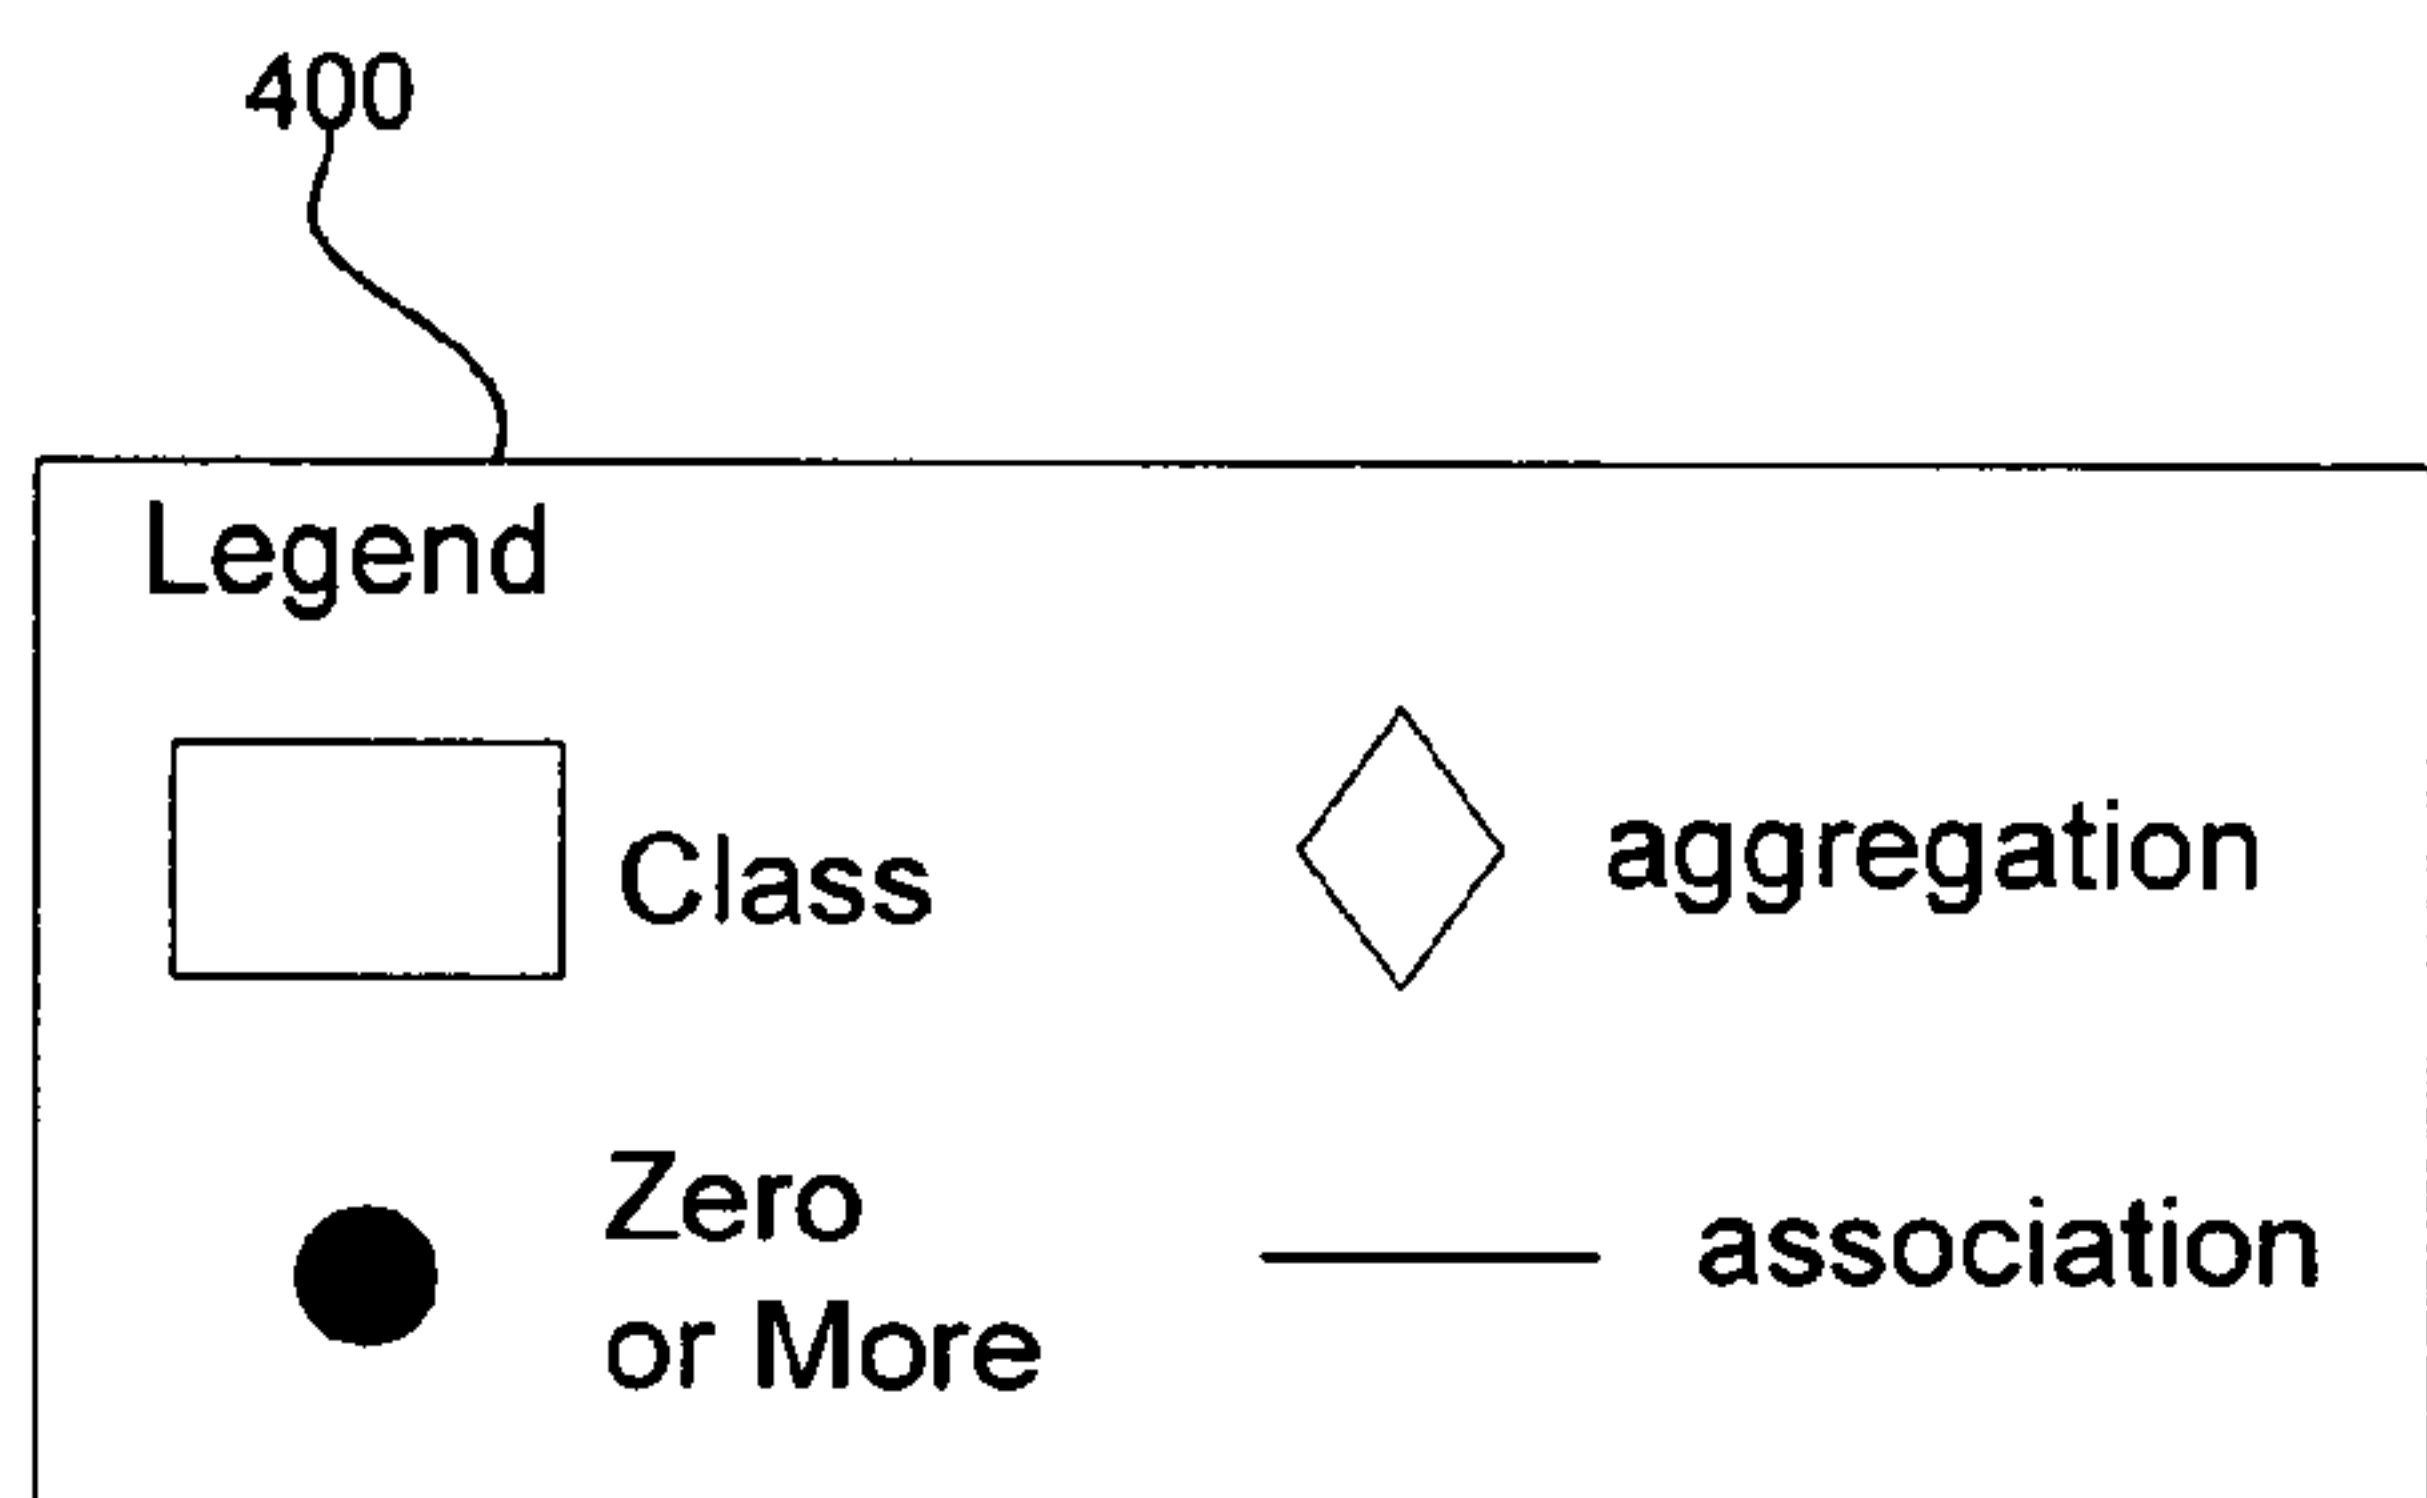 400
Legend
Class
aggregation
Zero
or More
association